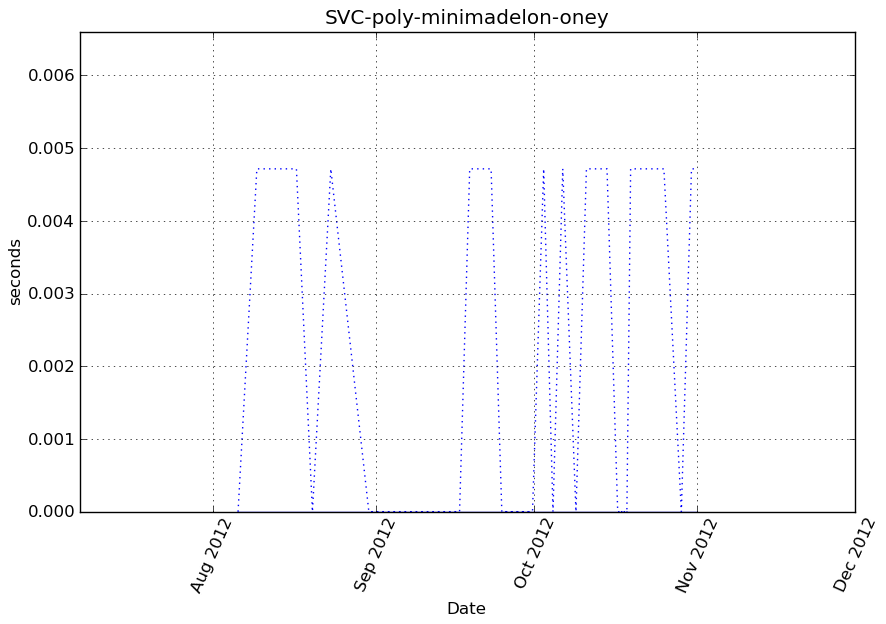 SVC-poly-minimadelon-oney
0.006
0.005
0.004
0.003
0.002
0.001
0.000
seconds
Aug 2012
Sep 2012
Oct 2012
Nov 2012
Dec 2012
Date